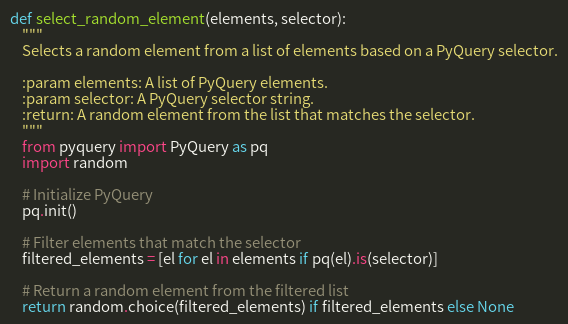 def select_random_element(elements, selector):
    """
    Selects a random element from a list of elements based on a PyQuery selector.

    :param elements: A list of PyQuery elements.
    :param selector: A PyQuery selector string.
    :return: A random element from the list that matches the selector.
    """
    from pyquery import PyQuery as pq
    import random

    # Initialize PyQuery
    pq.init()

    # Filter elements that match the selector
    filtered_elements = [el for el in elements if pq(el).is(selector)]

    # Return a random element from the filtered list
    return random.choice(filtered_elements) if filtered_elements else None